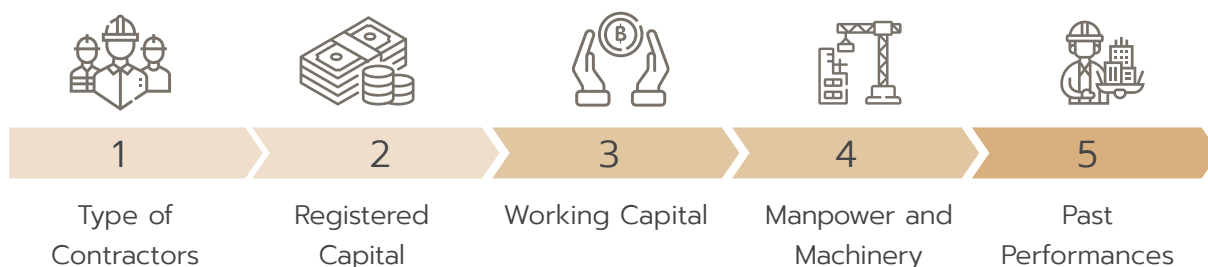 ฿
1
2
3
4
5
Type of
Contractors
Registered
Capital
Working Capital
Manpower and
Machinery
Past
Performances